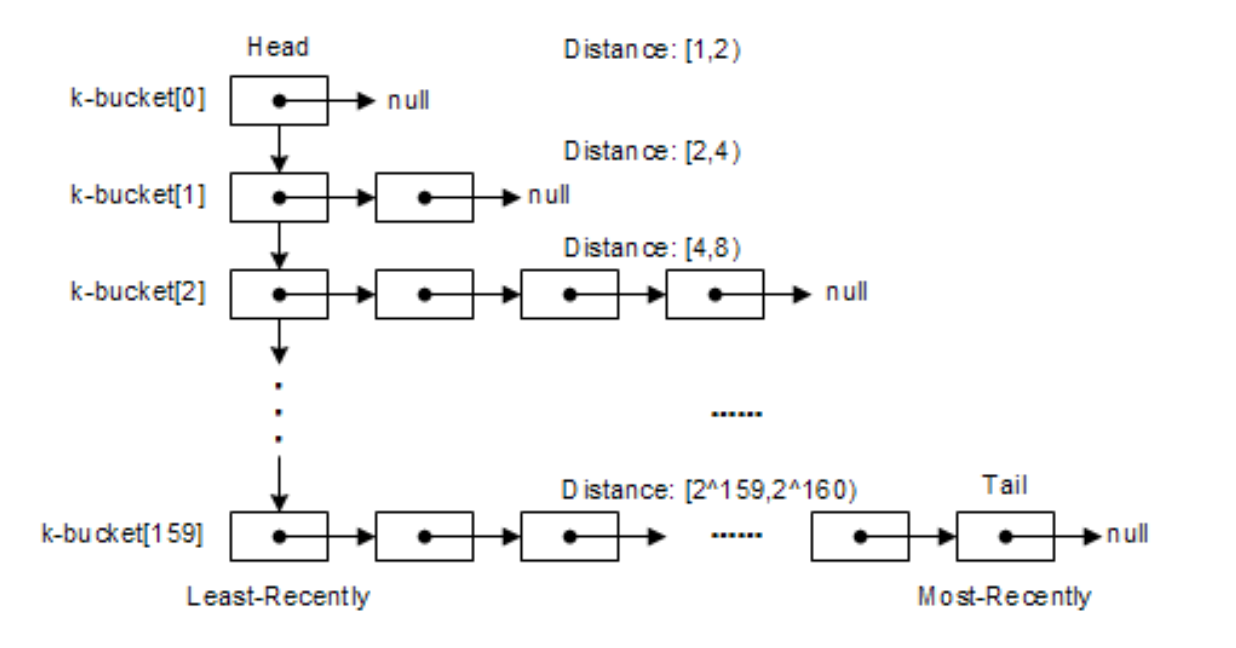 Head
Distance: [1,2)
k-bucket[0]
null
Distance: [2,4)
k-bucket[1]
null
Distance: [4,8)
k-bucket[2]
null
......
Distance: [2^159,2^160)
Tail
k-bucket[159]
......
null
Least-Recently
Most-Recently